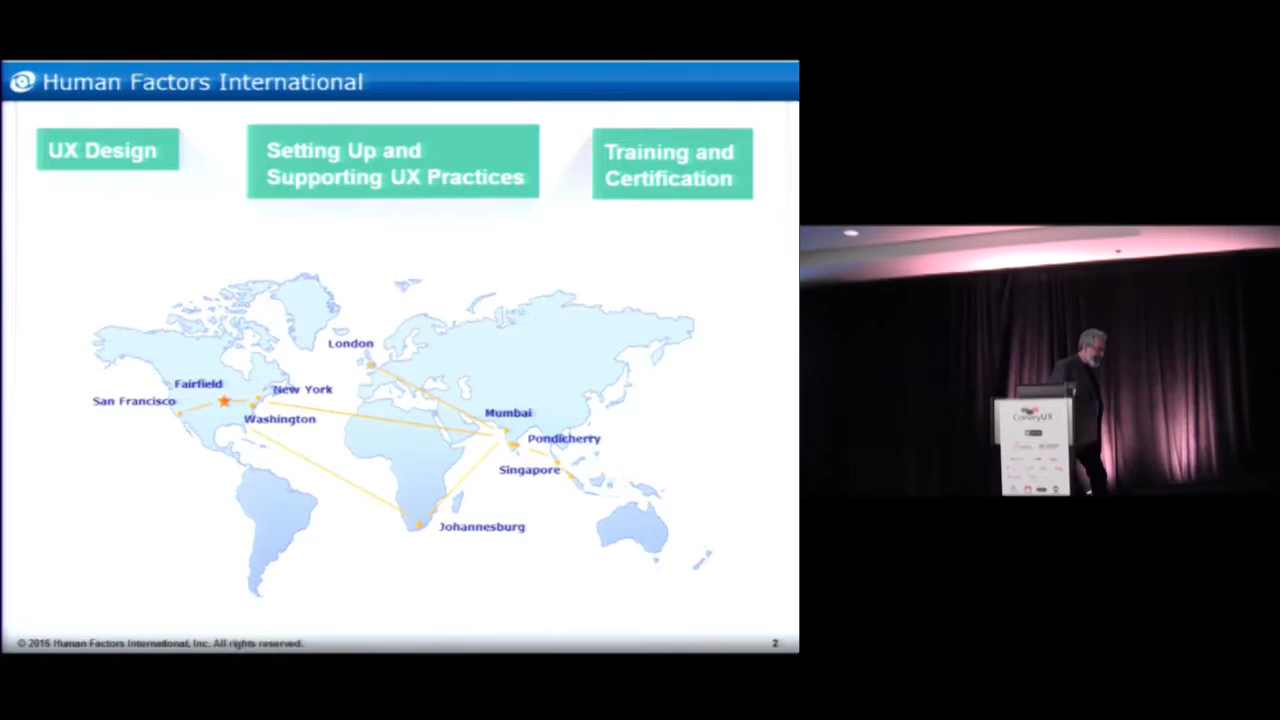 Human Factors International
UX Design
Setting Up and
Supporting UX Practices
Training and
Certification
London
Fairfield
New York
San Francisco
Washington
Mumbai
Pondicherry
Singapore
Johannesburg
© 2016 Human Factors International, Inc. All rights reserved.
2
ConveyUX